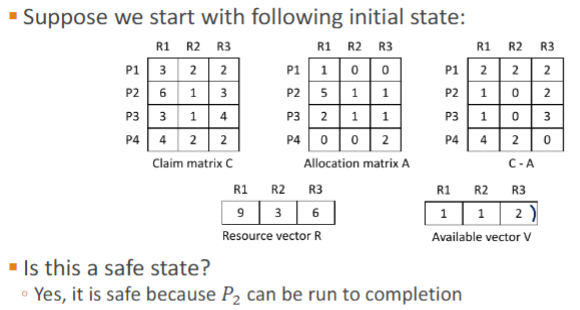 ▪ Suppose we start with following initial state:
R1 R2 R3 R1 R2 R3 R1 R2 R3
P1 3 2 2 P1 1 0 0 P1 2 2 2
P2 6 1 3 P2 5 1 1 P2 1 0 2
P3 3 1 4 P3 2 1 1 P3 1 0 3
P4 4 2 2 P4 0 0 2 P4 4 2 0
Claim matrix C Allocation matrix A C - A
R1 R2 R3 R1 R2 R3
9 3 6 1 1 2 )
Resource vector R Available vector V
▪ Is this a safe state?
◦ Yes, it is safe because P₂ can be run to completion